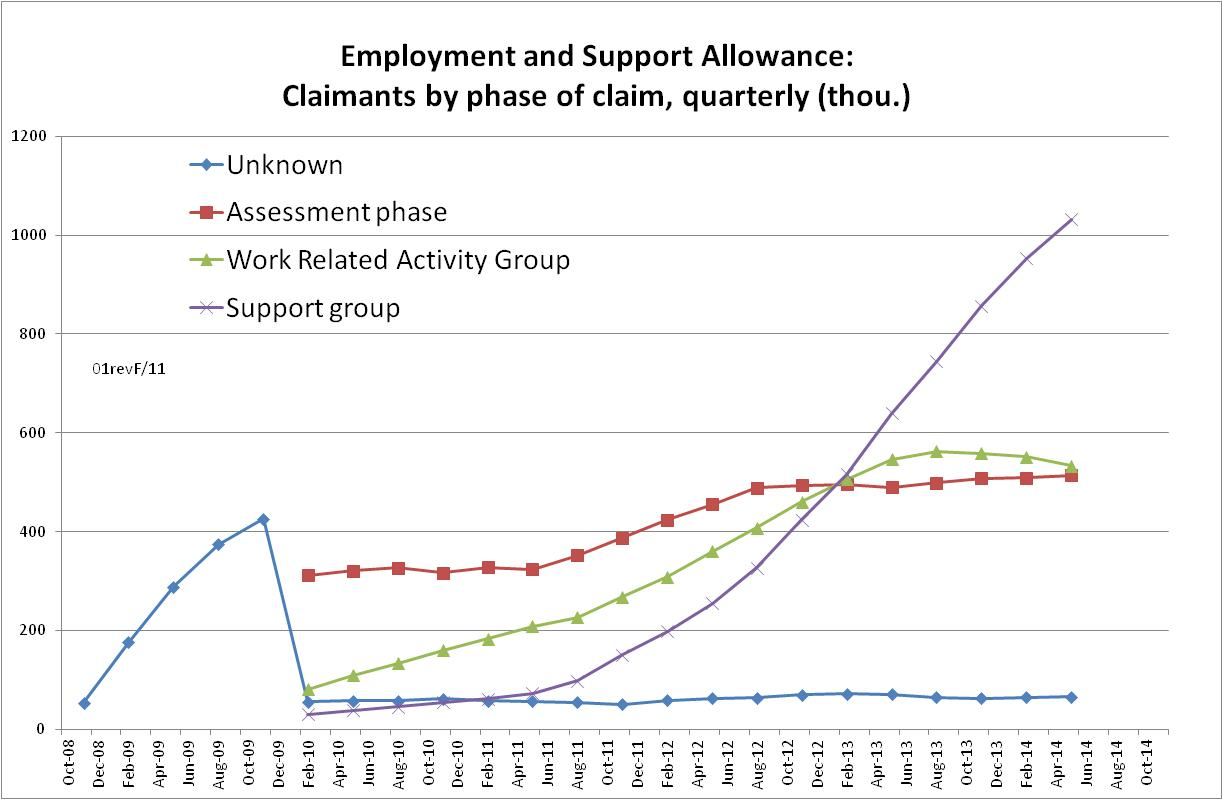 Employment and Support Allowance:
Claimants by phase of claim, quarterly (thou.)
1200
1000
800
600
400
200
0
Unknown
Assessment phase
Work Related Activity Group
Support group
01revF/11
Oct-08
Dec-08
Feb-09
Apr-09
Jun-09
Aug-09
Oct-09
Dec-09
Feb-10
Apr-10
Jun-10
Aug-10
Oct-10
Dec-10
Feb-11
Apr-11
Jun-11
Aug-11
Oct-11
Dec-11
Feb-12
Apr-12
Jun-12
Aug-12
Oct-12
Dec-12
Feb-13
Apr-13
Jun-13
Aug-13
Oct-13
Dec-13
Feb-14
Apr-14
Jun-14
Aug-14
Oct-14